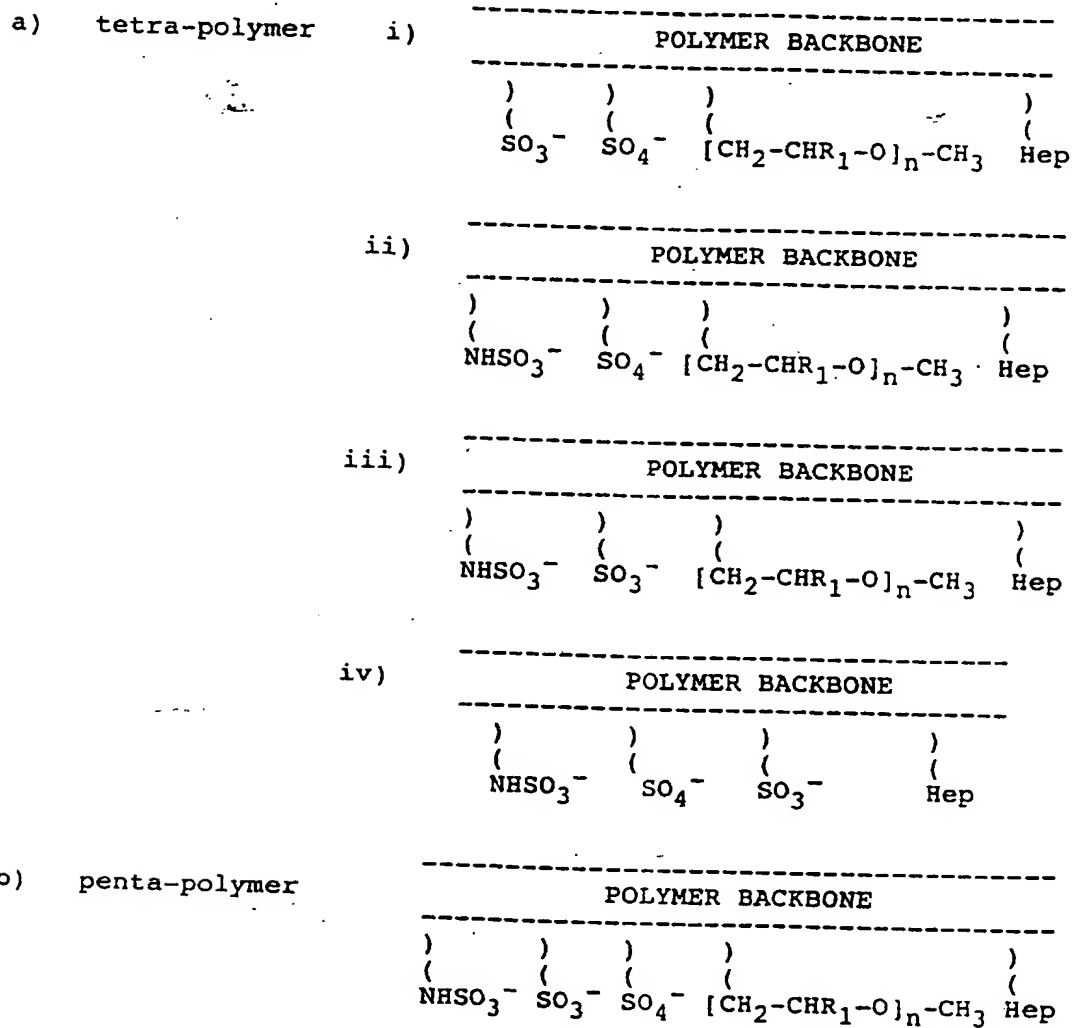 a) tetra-polymer i) POLYMER BACKBONE
SO₃⁻ SO₄⁻ [CH₂-CHR₁-O]ₙ-CH₃ Hep
ii) POLYMER BACKBONE
NHSO₃⁻ SO₄⁻ [CH₂-CHR₁-O]ₙ-CH₃ Hep
iii) POLYMER BACKBONE
NHSO₃⁻ SO₃⁻ [CH₂-CHR₁-O]ₙ-CH₃ Hep
iv) POLYMER BACKBONE
NHSO₃⁻ SO₄⁻ SO₃⁻ Hep
o) penta-polymer POLYMER BACKBONE
NHSO₃⁻ SO₃⁻ SO₄⁻ [CH₂-CHR₁-O]ₙ-CH₃ Hep